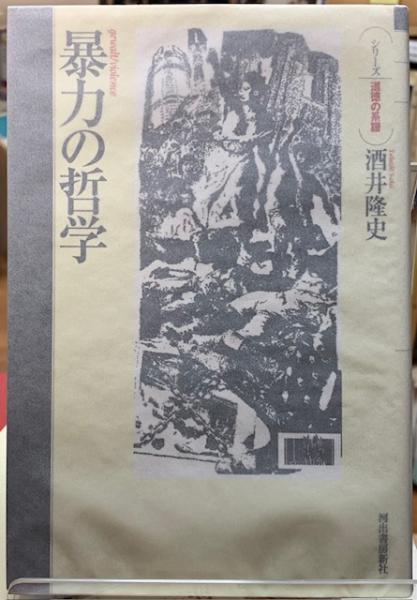 暴力の哲学
gewalt/violence
(シリーズ 道徳の系譜)
酒井隆史
河出書房新社